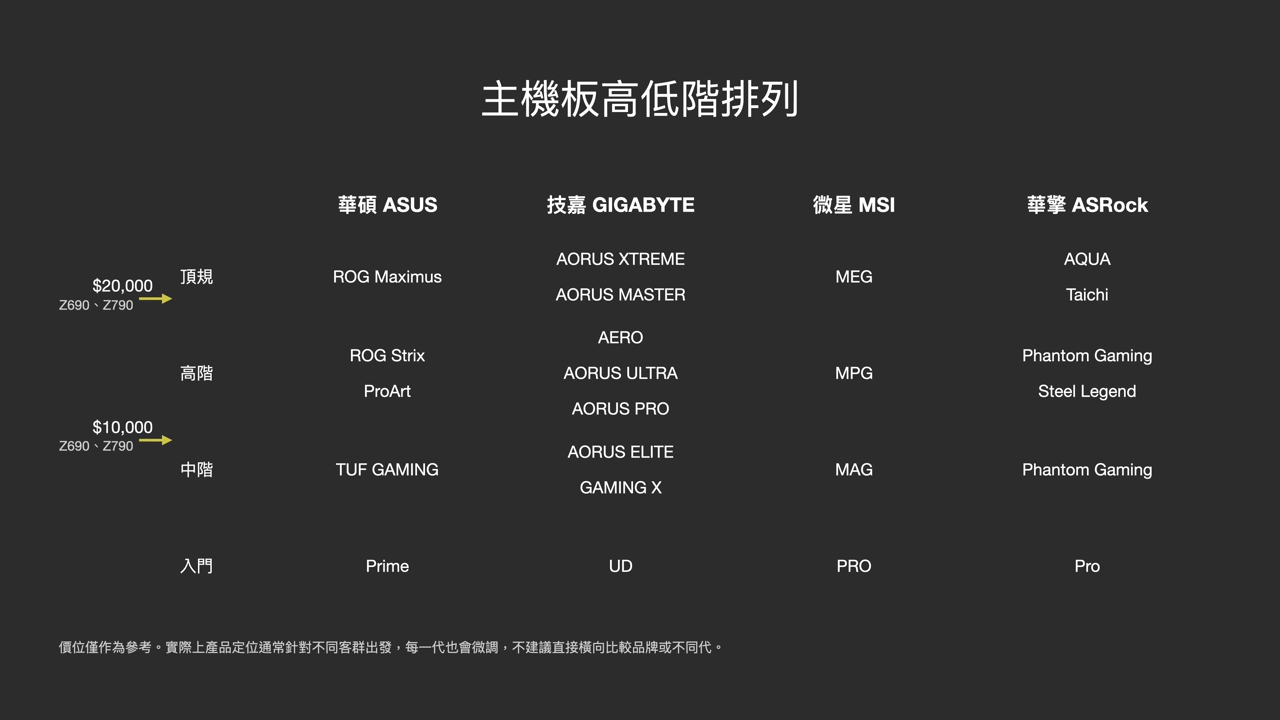 主機板高低階排列
華碩 ASUS 技嘉 GIGABYTE 微星 MSI 華擎 ASRock
$20,000
Z690、Z790
頂規
ROG Maximus
AORUS XTREME
AORUS MASTER
MEG
AQUA
Taichi
高階
ROG Strix
ProArt
AERO
AORUS ULTRA
AORUS PRO
MPG
Phantom Gaming
Steel Legend
$10,000
Z690、Z790
中階
TUF GAMING
AORUS ELITE
GAMING X
MAG
Phantom Gaming
入門
Prime
UD
PRO
Pro
價位僅作為參考。實際上產品定位通常針對不同客群出發，每一代也會微調，不建議直接橫向比較品牌或不同代。